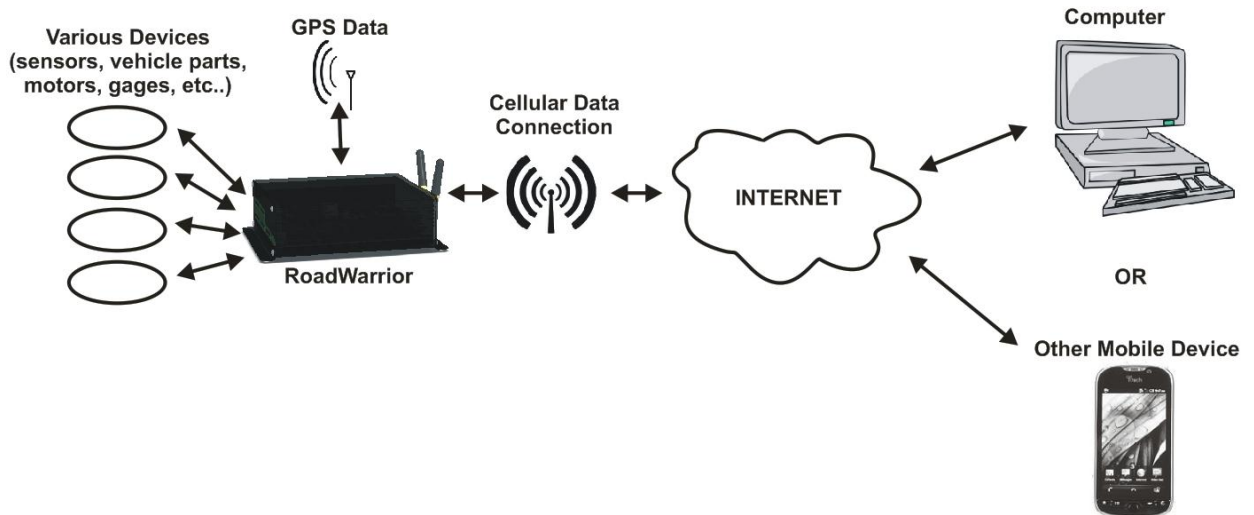 Various Devices
(sensors, vehicle parts,
motors, gages, etc..)
GPS Data
Cellular Data
Connection
RoadWarrior
INTERNET
Computer
OR
Other Mobile Device